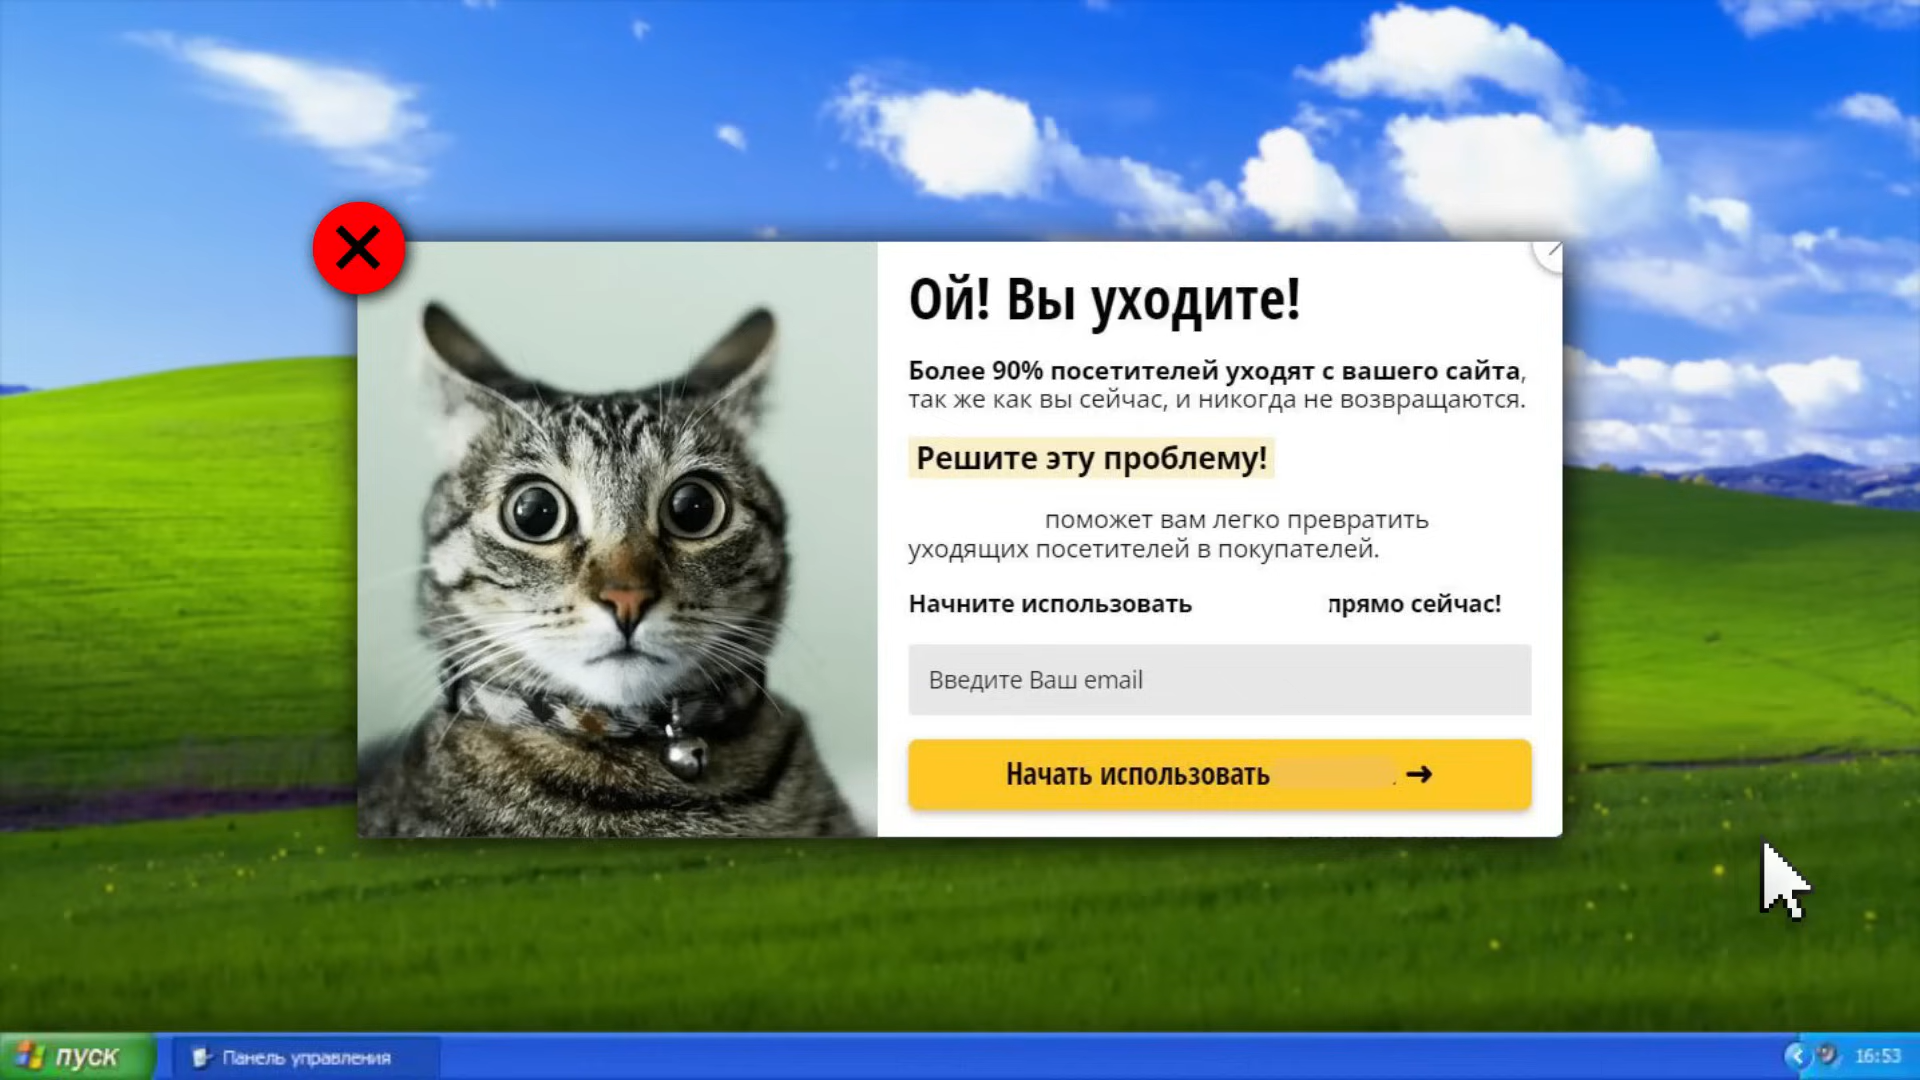 Ой! Вы уходите!
Более 90% посетителей уходят с вашего сайта,
так же как вы сейчас, и никогда не возвращаются.
Решите эту проблему!
поможет вам легко превратить
уходящих посетителей в покупателей.
Начните использовать прямо сейчас!
Введите Ваш email
Начать использовать →
пуск
Панель управления
16:53